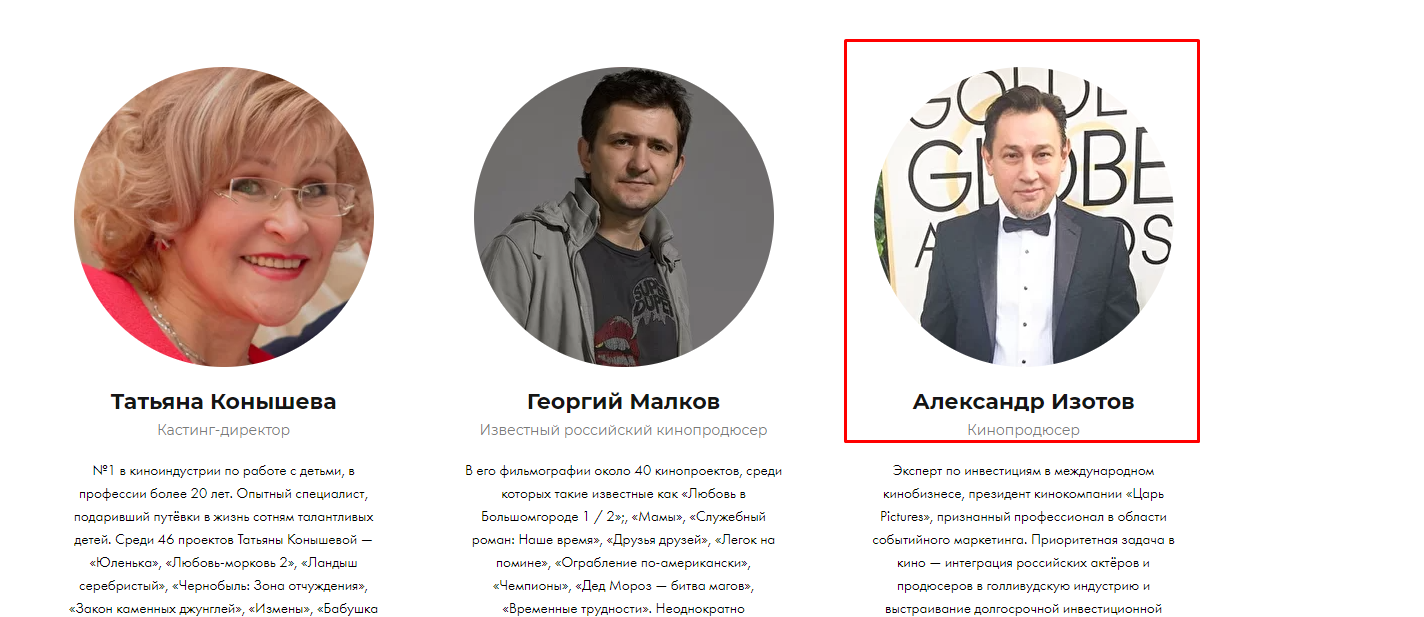 GOLDE
GLOBE
SUPER
DUPER
Татьяна Конышева
Кастинг-директор
№1 в киноиндустрии по работе с детьми, в
профессии более 20 лет. Опытный специалист,
подаривший путёвки в жизнь сотням талантливых
детей. Среди 46 проектов Татьяны Конышевой —
«Юленька», «Любовь-морковь 2», «Ландыш
серебристый», «Чернобыль: Зона отчуждения»,
«Закон каменных джунглей», «Измены», «Бабушка
Георгий Малков
Известный российский кинопродюсер
В его фильмографии около 40 кинопроектов, среди
которых такие известные как «Любовь в
Большомгороде 1 / 2»;, «Мамы», «Служебный
роман: Наше время», «Друзья друзей», «Легок на
помине», «Ограбление по-американски»,
«Чемпионы», «Дед Мороз — битва магов»,
«Временные трудности». Неоднократно
Александр Изотов
Кинопродюсер
Эксперт по инвестициям в международном
кинобизнесе, президент кинокомпании «Царь
Pictures», признанный профессионал в области
событийного маркетинга. Приоритетная задача в
кино — интеграция российских актёров и
продюсеров в голливудскую индустрию и
выстраивание долгосрочной инвестиционной